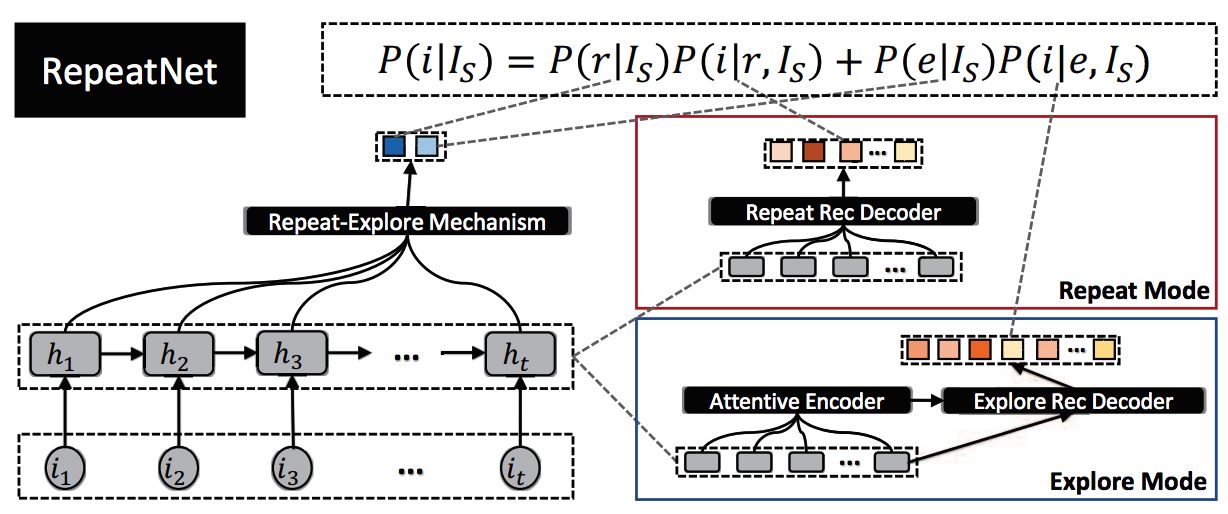 RepeatNet
P(i|I_S) = P(r|I_S)P(i|r, I_S) + P(e|I_S)P(i|e, I_S)
Repeat-Explore Mechanism
h_1 h_2 h_3 ... h_t
i_1 i_2 i_3 ... i_t
...
Repeat Rec Decoder
...
Repeat Mode
...
Attentive Encoder Explore Rec Decoder
...
Explore Mode